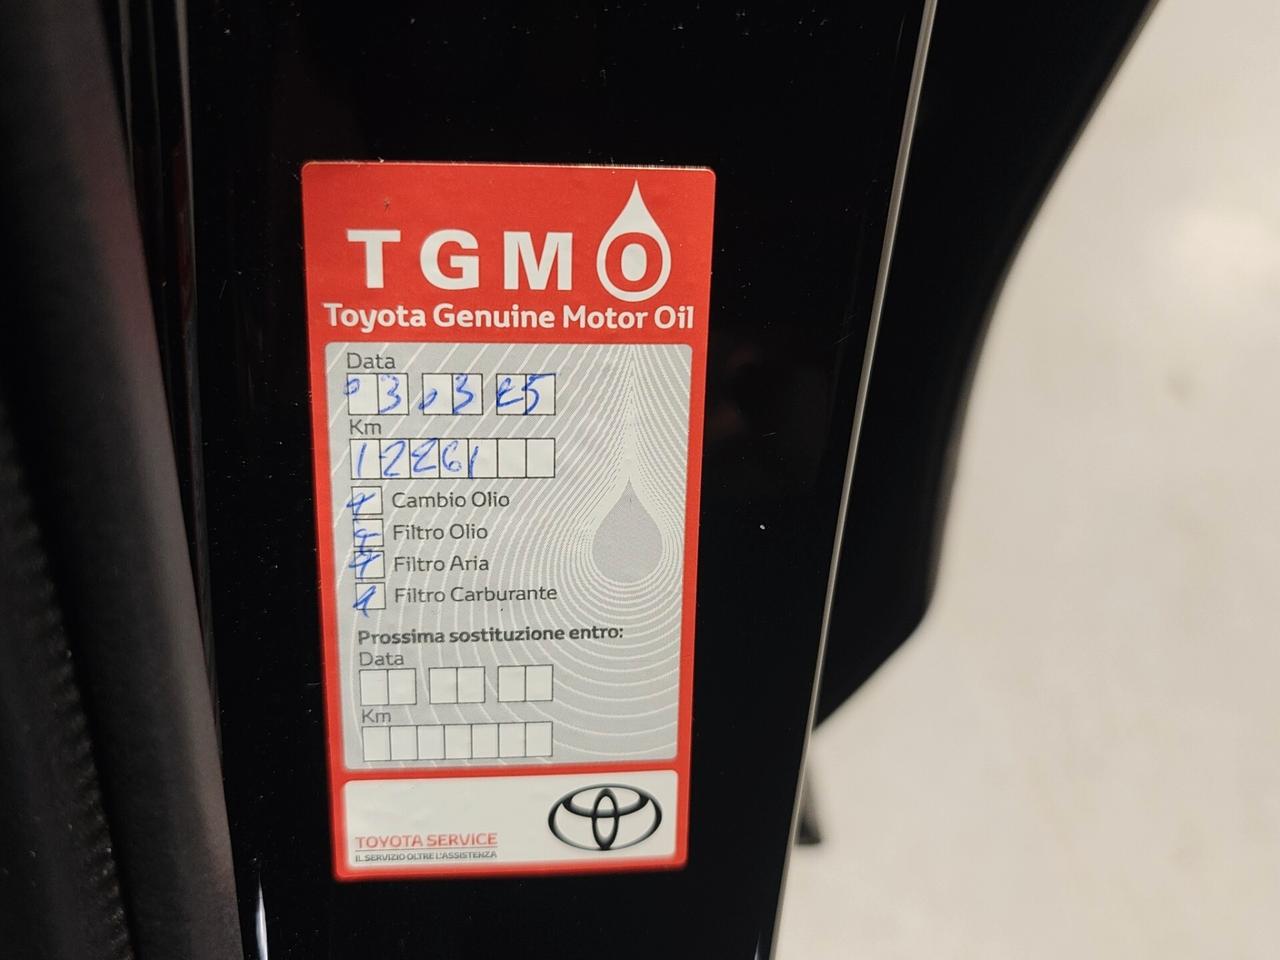 TGMO
Toyota Genuine Motor Oil
Data
03 03 25
Km
12261
Cambio Olio
Filtro Olio
Filtro Aria
Filtro Carburante
Prossima sostituzione entro:
Data
Km
TOYOTA SERVICE
IL SERVIZIO OLTRE L'ASSISTENZA